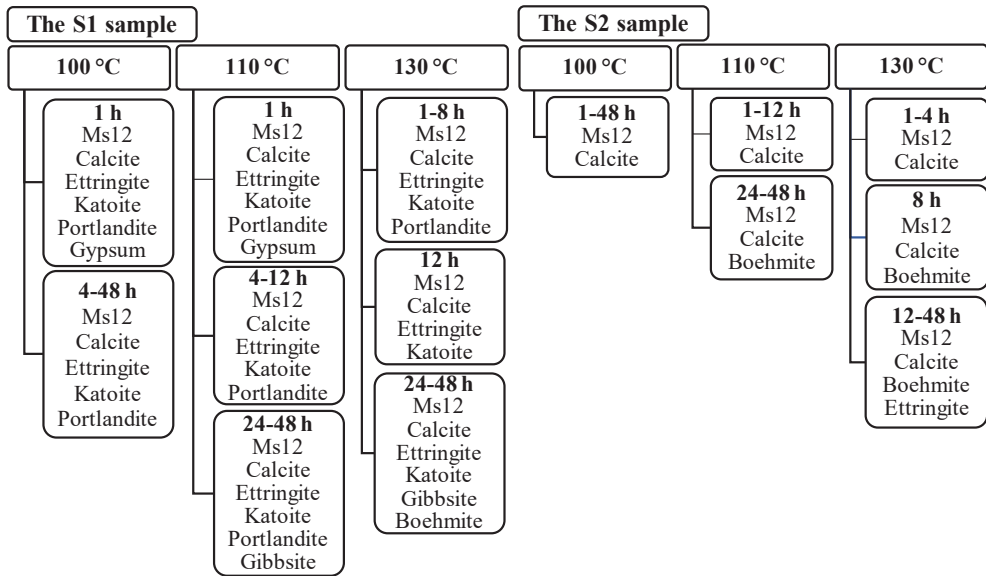 The S1 sample
100 °C
1 h
Ms12
Calcite
Ettringite
Katoite
Portlandite
Gypsum
4-48 h
Ms12
Calcite
Ettringite
Katoite
Portlandite
110 °C
1 h
Ms12
Calcite
Ettringite
Katoite
Portlandite
Gypsum
4-12 h
Ms12
Calcite
Ettringite
Katoite
Portlandite
24-48 h
Ms12
Calcite
Ettringite
Katoite
Portlandite
Gibbsite
130 °C
1-8 h
Ms12
Calcite
Ettringite
Katoite
Portlandite
12 h
Ms12
Calcite
Ettringite
Katoite
24-48 h
Ms12
Calcite
Ettringite
Katoite
Gibbsite
Boehmite
The S2 sample
100 °C
1-48 h
Ms12
Calcite
110 °C
1-12 h
Ms12
Calcite
24-48 h
Ms12
Calcite
Boehmite
130 °C
1-4 h
Ms12
Calcite
8 h
Ms12
Calcite
Boehmite
12-48 h
Ms12
Calcite
Boehmite
Ettringite